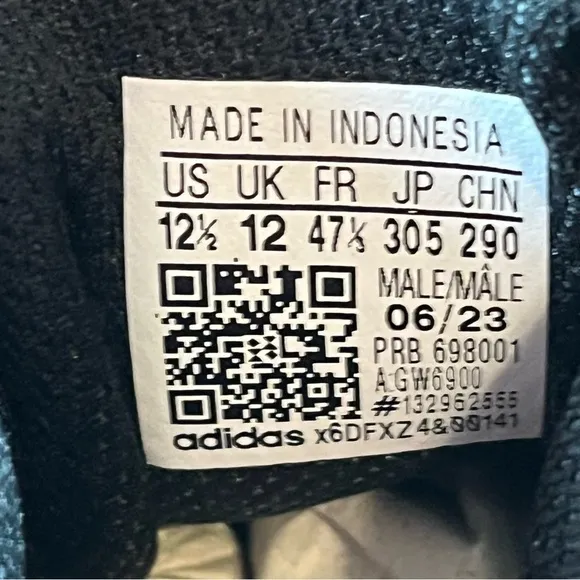 MADE IN INDONESIA
US UK FR JP CHN
12½ 12 47⅓ 305 290
MALE/MÂLE
06/23
PRB 698001
A:GW6900
#132962555
adidas x6DFXZ4&00141